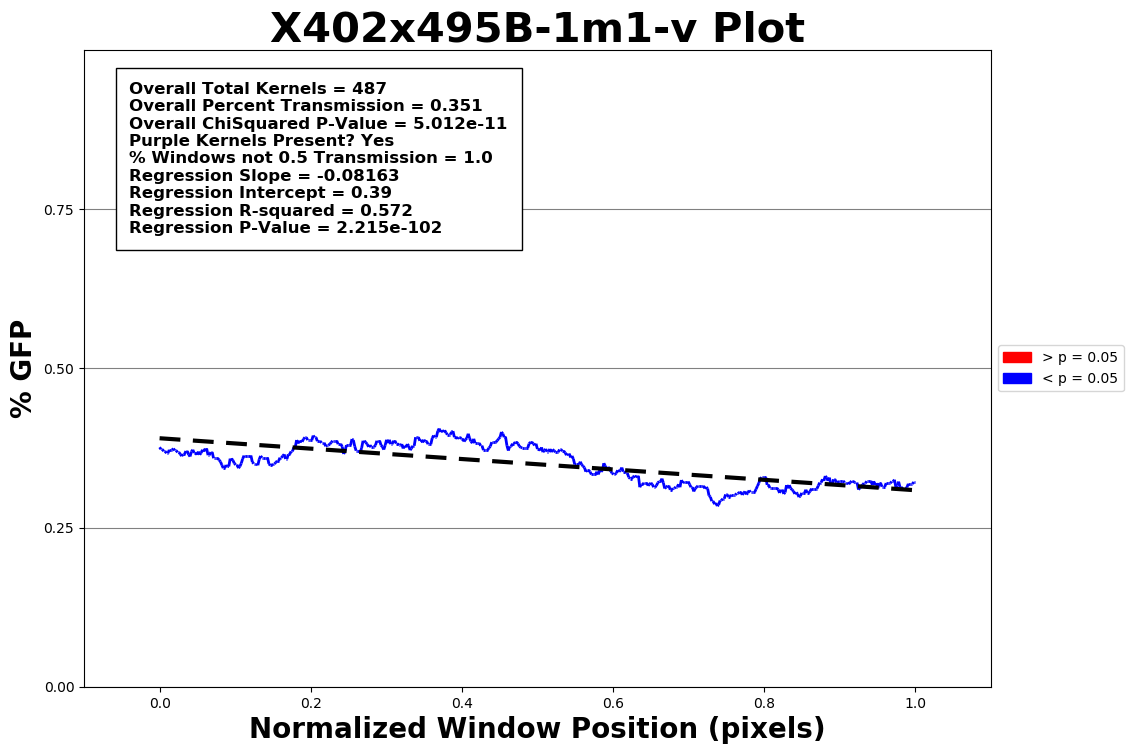 X402x495B-1m1-v Plot
Overall Total Kernels = 487
Overall Percent Transmission = 0.351
Overall ChiSquared P-Value = 5.012e-11
Purple Kernels Present? Yes
% Windows not 0.5 Transmission = 1.0
Regression Slope = -0.08163
Regression Intercept = 0.39
Regression R-squared = 0.572
Regression P-Value = 2.215e-102
% GFP
0.75
0.50
0.25
0.00
> p = 0.05
< p = 0.05
0.0 0.2 0.4 0.6 0.8 1.0
Normalized Window Position (pixels)